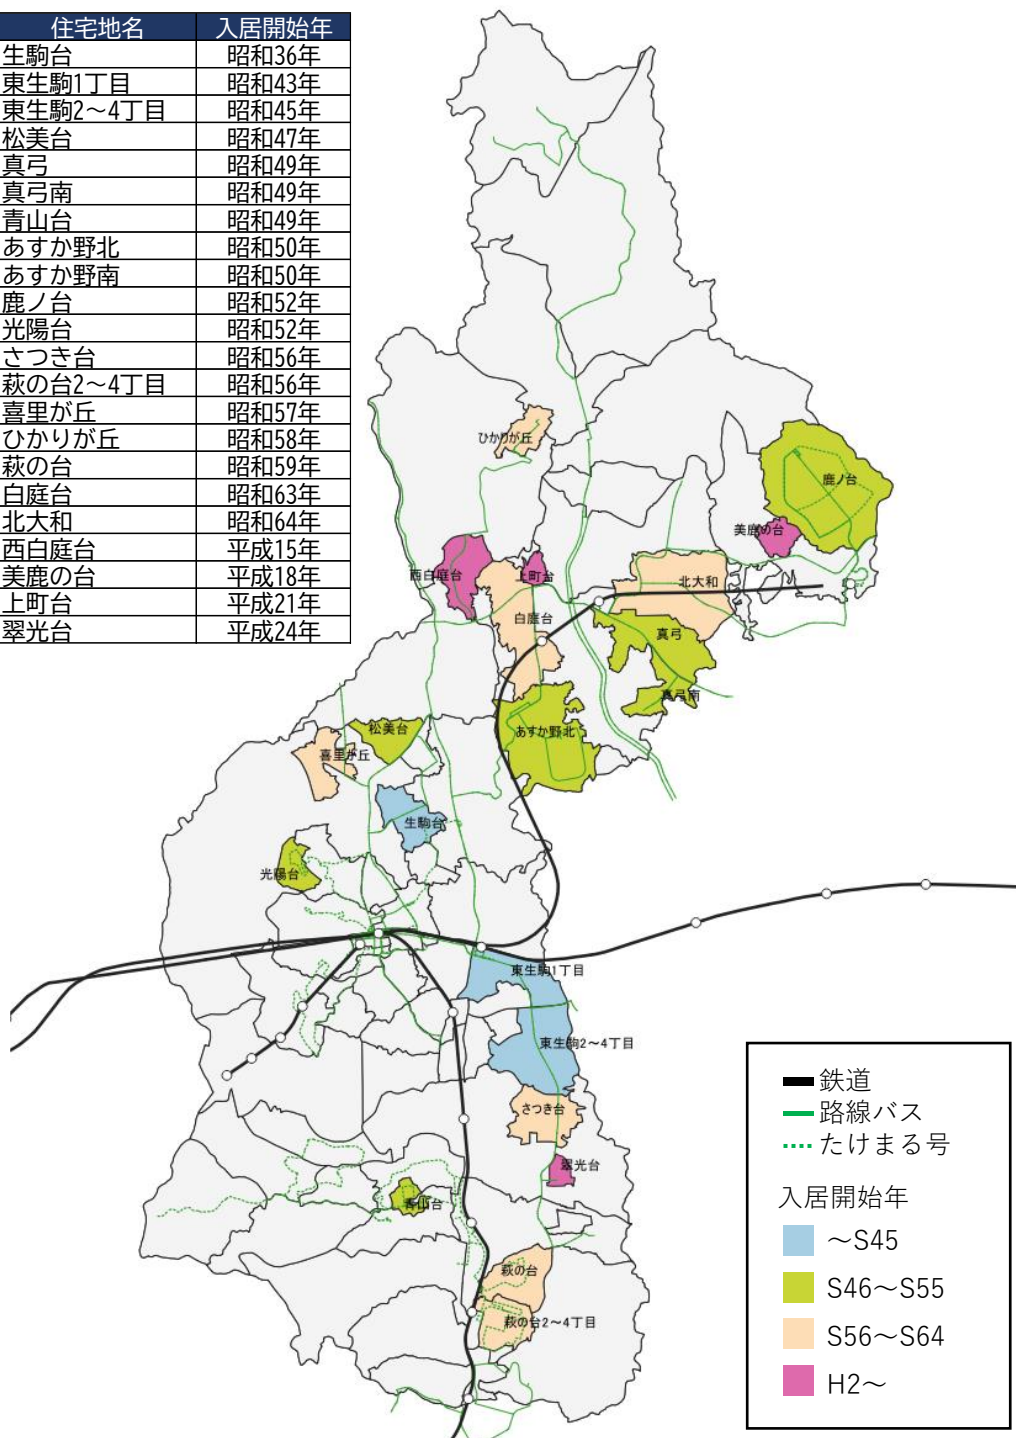 住宅地名 入居開始年
生駒台 昭和36年
東生駒1丁目 昭和43年
東生駒2～4丁目 昭和45年
松美台 昭和47年
真弓 昭和49年
真弓南 昭和49年
青山台 昭和49年
あすか野北 昭和50年
あすか野南 昭和50年
鹿ノ台 昭和52年
光陽台 昭和52年
さつき台 昭和56年
萩の台2～4丁目 昭和56年
喜里が丘 昭和57年
ひかりが丘 昭和58年
萩の台 昭和59年
白庭台 昭和63年
北大和 昭和64年
西白庭台 平成15年
美鹿の台 平成18年
上町台 平成21年
翠光台 平成24年
ひかりが丘
鹿ノ台
美鹿の台
西白庭台
上町台
北大和
白庭台
真弓
真弓南
松美台
あすか野北
喜里が丘
生駒台
光陽台
東生駒1丁目
東生駒2～4丁目
さつき台
翠光台
青山台
萩の台
萩の台2～4丁目
鉄道
路線バス
たけまる号
入居開始年
～S45
S46～S55
S56～S64
H2～